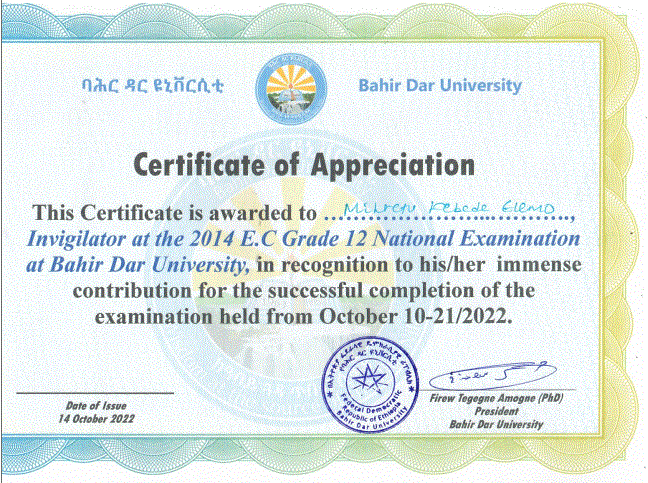 ባሕር ዳር ዩኒቨርሲቲ
Bahir Dar University
Certificate of Appreciation
This Certificate is awarded to ...Mihretu Kebede Elemo...,
Invigilator at the 2014 E.C Grade 12 National Examination
at Bahir Dar University, in recognition to his/her immense
contribution for the successful completion of the
examination held from October 10-21/2022.
Federal Democratic
Republic of Ethiopia
Bahir Dar University
Date of Issue
14 October 2022
Firew Tegegne Amogne (PhD)
President
Bahir Dar University